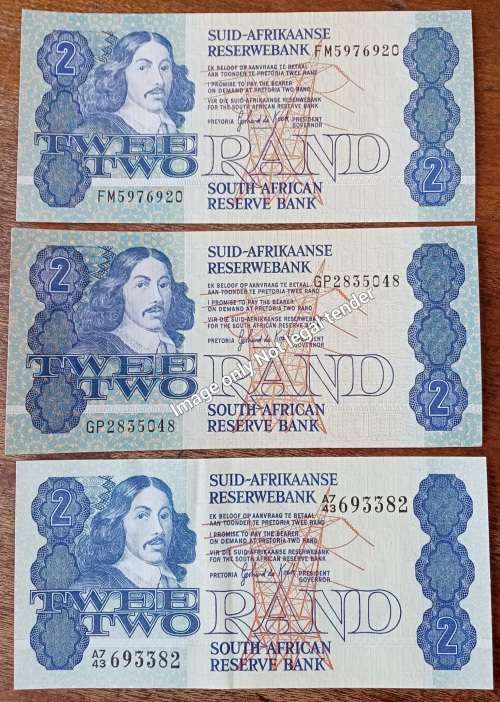 2
SUID-AFRIKAANSE
RESERWEBANK
FM5976920
EK BELOOF OP AANVRAAG TE BETAAL
AAN TOONDER TE PRETORIA TWEE RAND
I PROMISE TO PAY THE BEARER
ON DEMAND AT PRETORIA TWO RAND
VIR DIE SUID-AFRIKAANSE RESERWEBANK
FOR THE SOUTH AFRICAN RESERVE BANK
PRETORIA PRESIDENT
GOVERNOR
TWEE
TWO
RAND
2
FM5976920
SOUTH AFRICAN
RESERVE BANK
2
SUID-AFRIKAANSE
RESERWEBANK
GP2835048
EK BELOOF OP AANVRAAG TE BETAAL
AAN TOONDER TE PRETORIA TWEE RAND
I PROMISE TO PAY THE BEARER
ON DEMAND AT PRETORIA TWO RAND
VIR DIE SUID-AFRIKAANSE RESERWEBANK
FOR THE SOUTH AFRICAN RESERVE BANK
PRETORIA
GOVERNOR
TWEE
TWO
RAND
2
GP2835048
SOUTH AFRICAN
RESERVE BANK
Image only Not legal tender
2
SUID-AFRIKAANSE
RESERWEBANK
A7/43 693382
EK BELOOF OP AANVRAAG TE BETAAL
AAN TOONDER TE PRETORIA TWEE RAND
I PROMISE TO PAY THE BEARER
ON DEMAND AT PRETORIA TWO RAND
VIR DIE SUID-AFRIKAANSE RESERWEBANK
FOR THE SOUTH AFRICAN RESERVE BANK
PRETORIA PRESIDENT
GOVERNOR
TWEE
TWO
RAND
2
A7/43 693382
SOUTH AFRICAN
RESERVE BANK